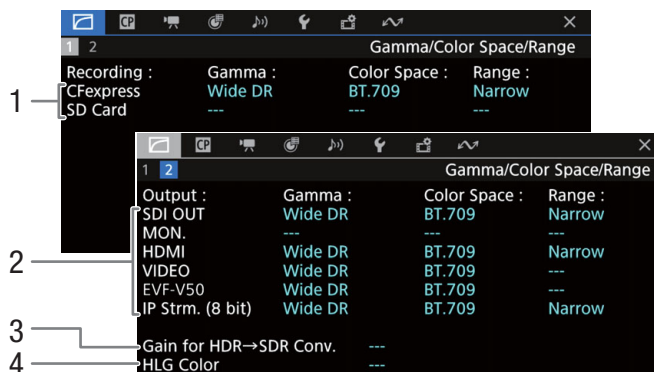 CP
1 2 Gamma/Color Space/Range
Recording : Gamma : Color Space : Range :
1 CFexpress Wide DR BT.709 Narrow
SD Card --- --- ---
CP
1 2 Gamma/Color Space/Range
Output : Gamma : Color Space : Range :
SDI OUT Wide DR BT.709 Narrow
MON. --- --- ---
2 HDMI Wide DR BT.709 Narrow
VIDEO Wide DR BT.709 ---
EVF-V50 Wide DR BT.709 ---
IP Strm. (8 bit) Wide DR BT.709 Narrow
3 Gain for HDR→SDR Conv. ---
4 HLG Color ---